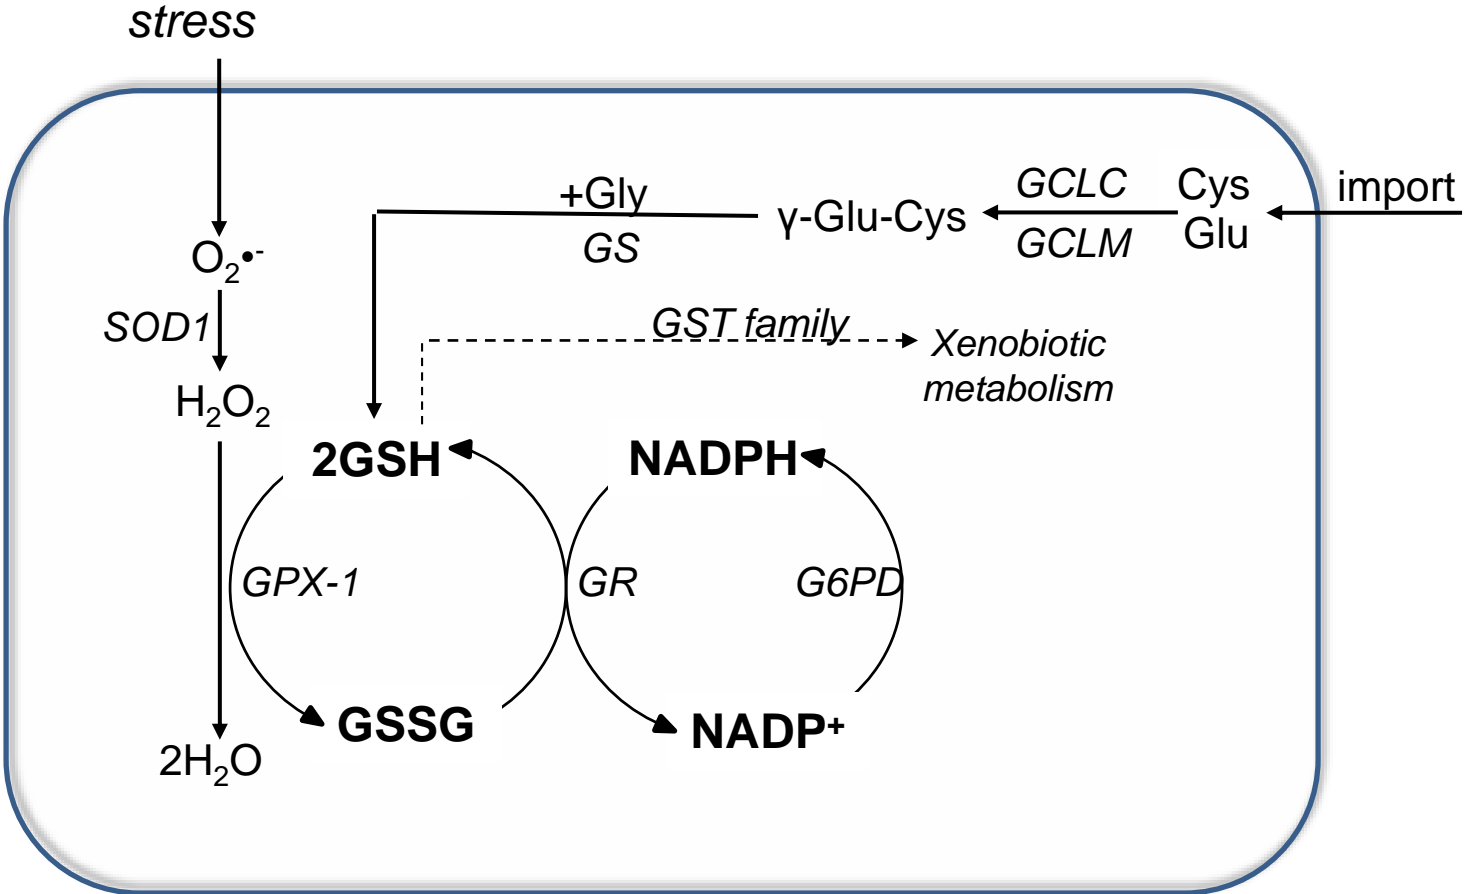 stress
import
+Gly
GS
γ-Glu-Cys
GCLC
GCLM
Cys
Glu
O₂•⁻
SOD1
H₂O₂
GST family
Xenobiotic
metabolism
2GSH
NADPH
GPX-1
GR
G6PD
GSSG
NADP⁺
2H₂O